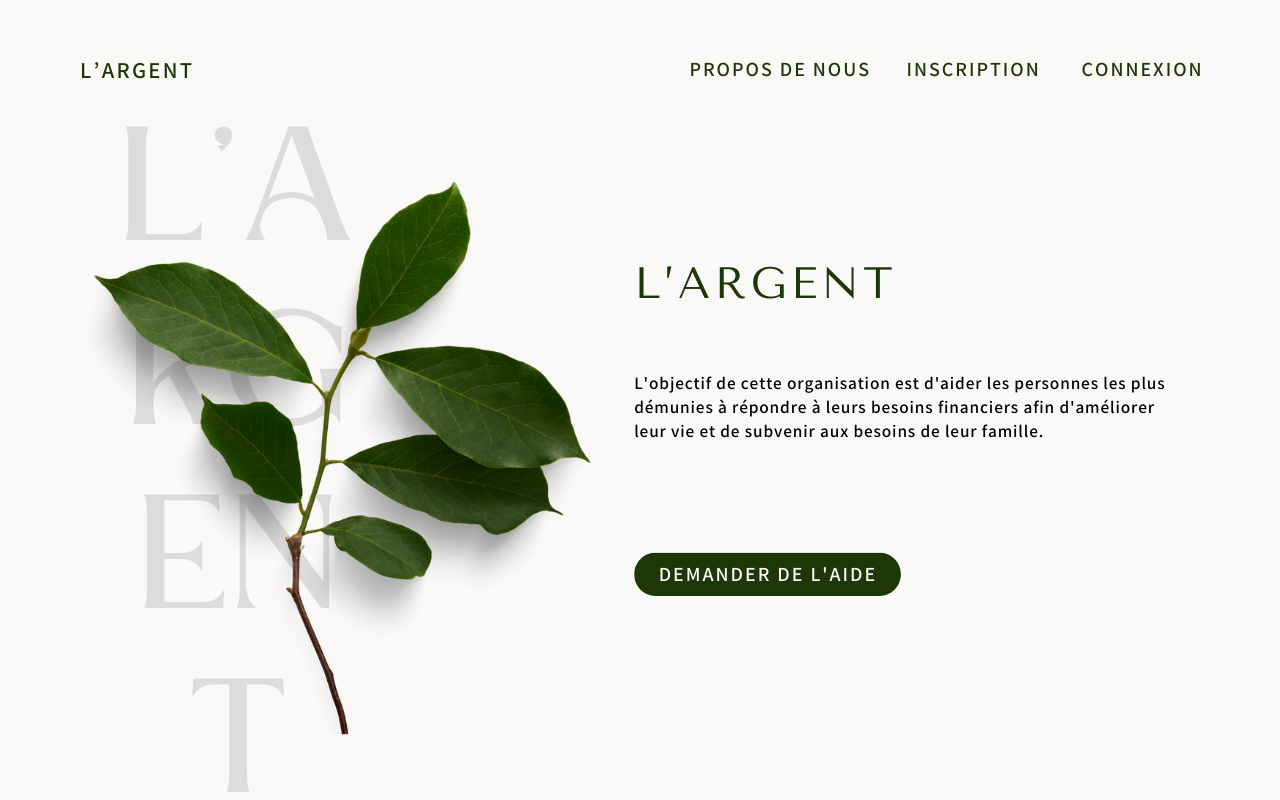 L’ARGENT
PROPOS DE NOUS
INSCRIPTION
CONNEXION
L’A
RG
EN
T
L'ARGENT
L'objectif de cette organisation est d'aider les personnes les plus
démunies à répondre à leurs besoins financiers afin d'améliorer
leur vie et de subvenir aux besoins de leur famille.
DEMANDER DE L'AIDE